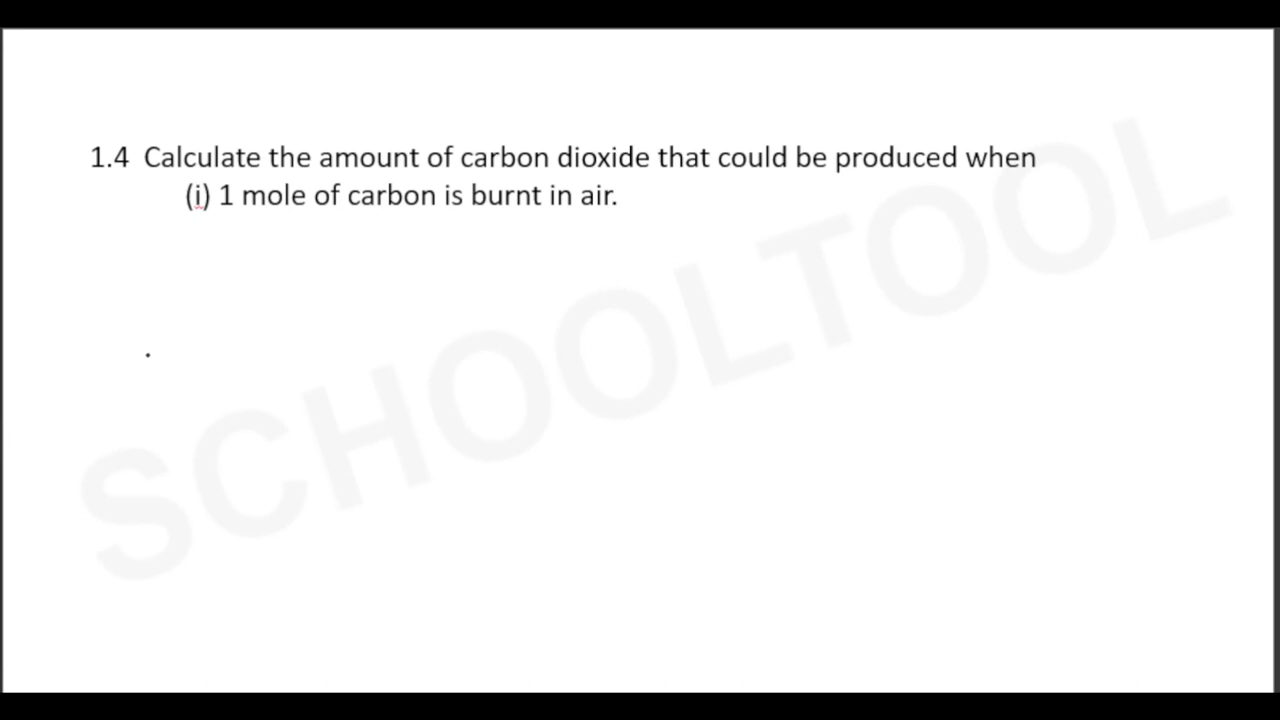 1.4 Calculate the amount of carbon dioxide that could be produced when
(i) 1 mole of carbon is burnt in air.
SCHOOLTOOL